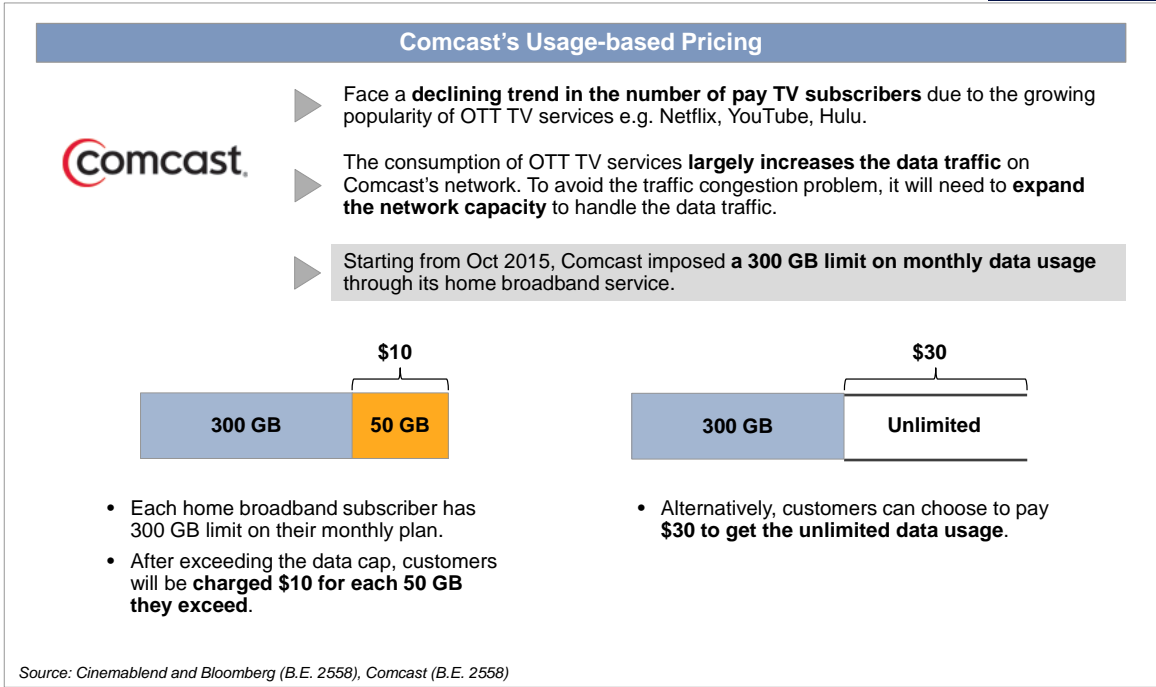 Comcast's Usage-based Pricing
Face a declining trend in the number of pay TV subscribers due to the growing
popularity of OTT TV services e.g. Netflix, YouTube, Hulu.
comcast.
The consumption of OTT TV services largely increases the data traffic on
Comcast's network. To avoid the traffic congestion problem, it will need to expand
the network capacity to handle the data traffic.
Starting from Oct 2015, Comcast imposed a 300 GB limit on monthly data usage
through its home broadband service.
$10
300 GB
50 GB
• Each home broadband subscriber has
300 GB limit on their monthly plan.
• After exceeding the data cap, customers
will be charged $10 for each 50 GB
they exceed.
$30
300 GB
Unlimited
• Alternatively, customers can choose to pay
$30 to get the unlimited data usage.
Source: Cinemablend and Bloomberg (B.E. 2558), Comcast (B.E. 2558)